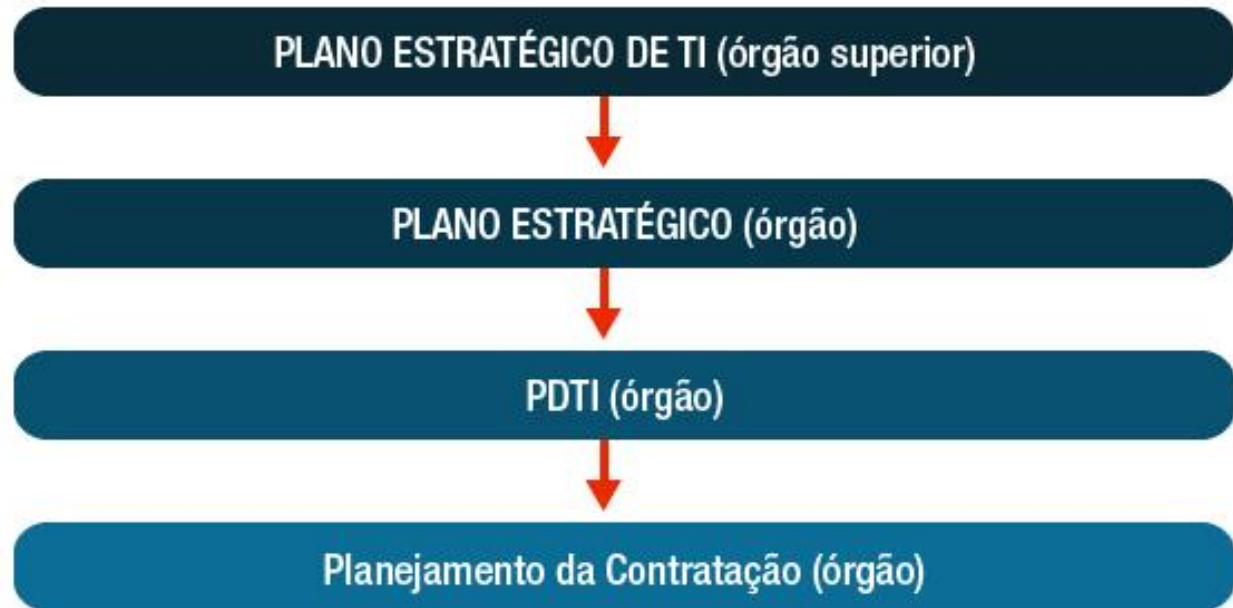 PLANO ESTRATÉGICO DE TI (órgão superior)
PLANO ESTRATÉGICO (órgão)
PDTI (órgão)
Planejamento da Contratação (órgão)